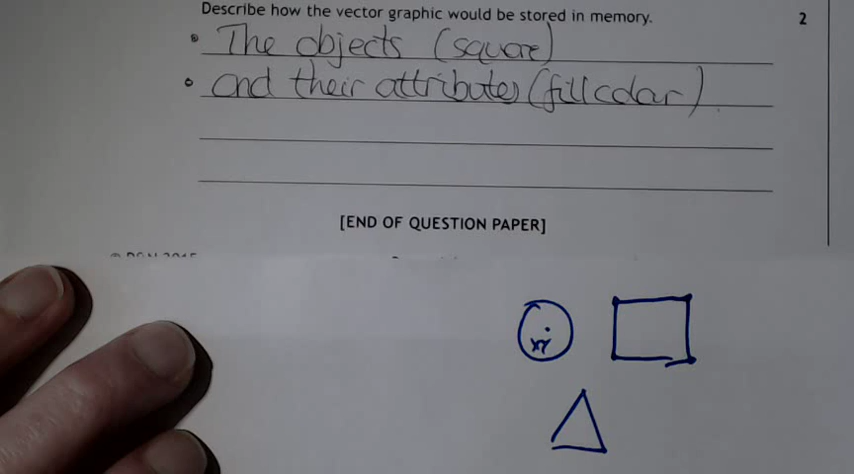 Describe how the vector graphic would be stored in memory. 2
• The objects (square)
• and their attributes (fill colour)
[END OF QUESTION PAPER]
xy